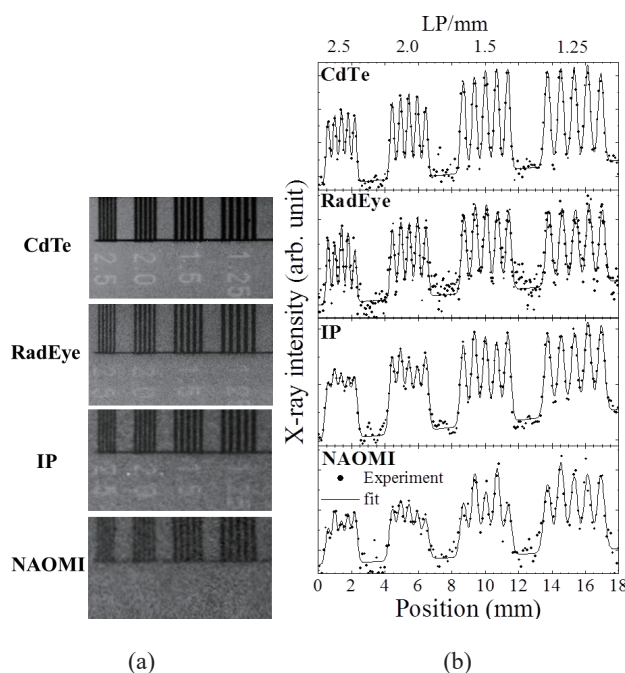 LP/mm
2.5 2.0 1.5 1.25
CdTe
RadEye
IP
NAOMI
Experiment
fit
X-ray intensity (arb. unit)
0 2 4 6 8 10 12 14 16 18
Position (mm)
CdTe
2.5 2.0 1.5 1.25
RadEye
IP
NAOMI
(a) (b)